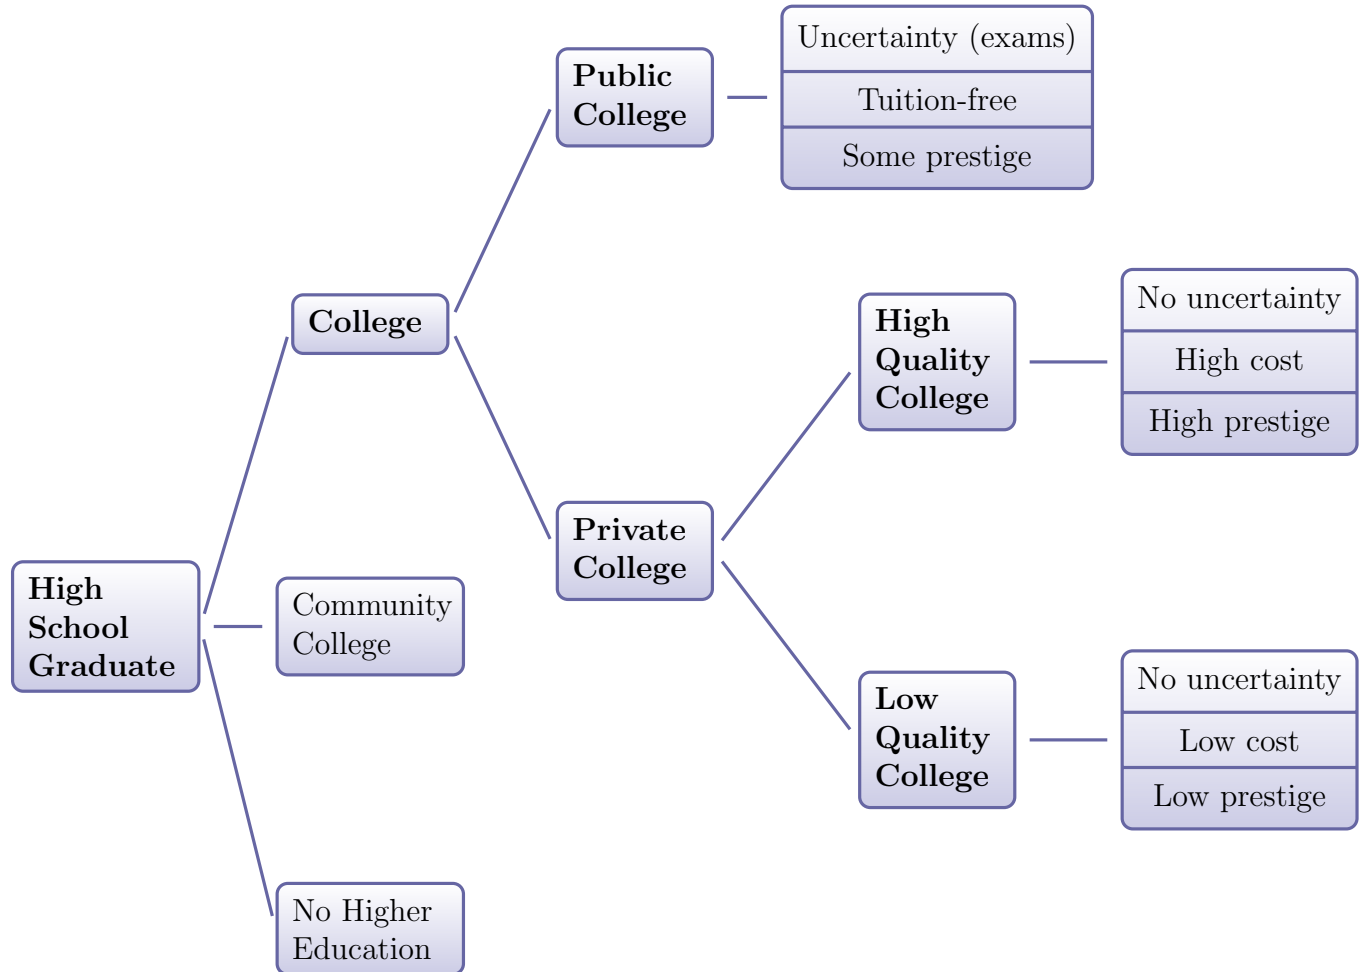 Uncertainty (exams)
Public
College
Tuition-free
Some prestige
College
High
Quality
College
No uncertainty
High cost
High prestige
Private
College
High
School
Graduate
Community
College
Low
Quality
College
No uncertainty
Low cost
Low prestige
No Higher
Education